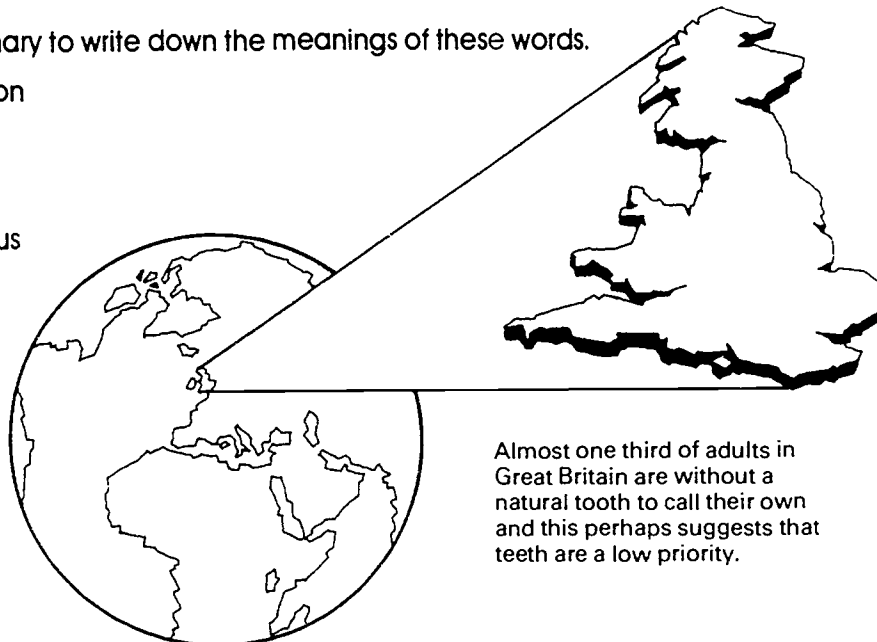 ary to write down the meanings of these words.
on
us
Almost one third of adults in
Great Britain are without a
natural tooth to call their own
and this perhaps suggests that
teeth are a low priority.